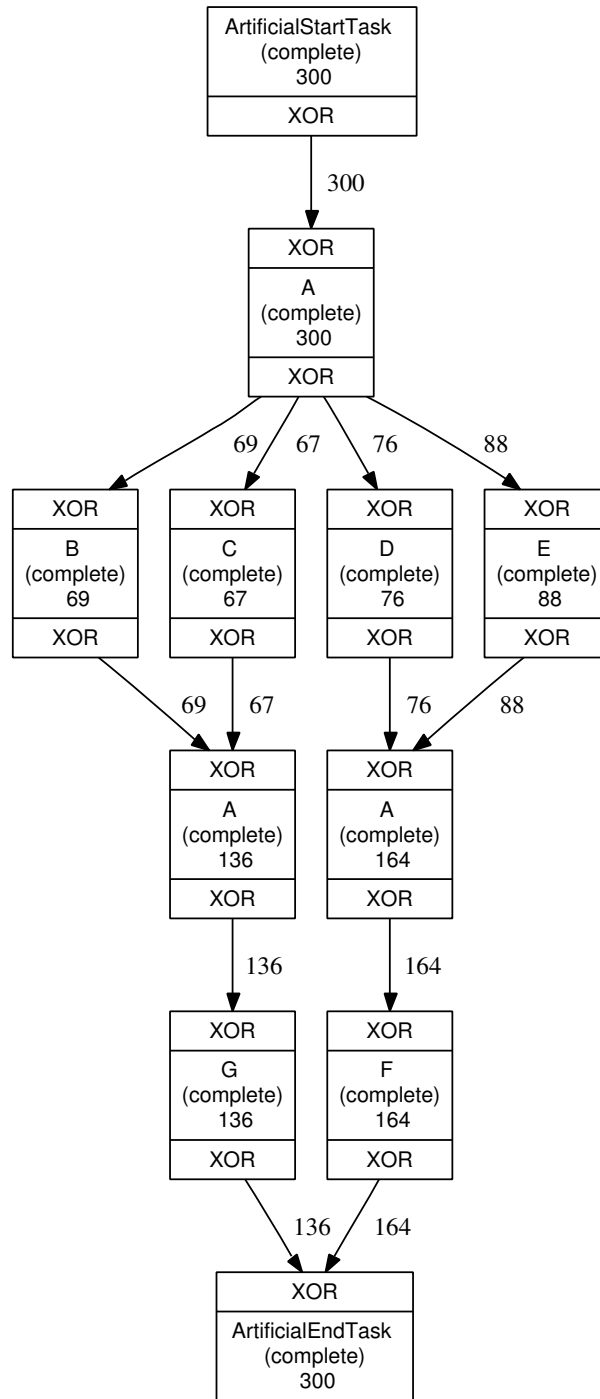 ArtificialStartTask
(complete)
300
XOR
300
XOR
A
(complete)
300
XOR
69
67
76
88
XOR
B
(complete)
69
XOR
XOR
C
(complete)
67
XOR
XOR
D
(complete)
76
XOR
XOR
E
(complete)
88
XOR
69
67
76
88
XOR
A
(complete)
136
XOR
XOR
A
(complete)
164
XOR
136
164
XOR
G
(complete)
136
XOR
XOR
F
(complete)
164
XOR
136
164
XOR
ArtificialEndTask
(complete)
300